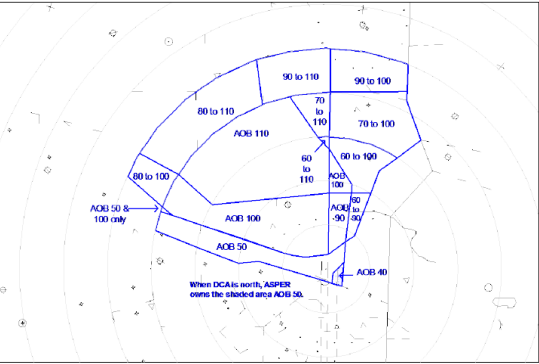 90 to 110
90 to 100
80 to 110
70
to
110
70 to 100
AOB 110
60
to
110
60 to 100
80 to 100
AOB
100
AOB 50 &
100 only
AOB 100
AOB
-90
60
to
-90
AOB 50
AOB 40
When DCA is north, ASPER
owns the shaded area AOB 50.